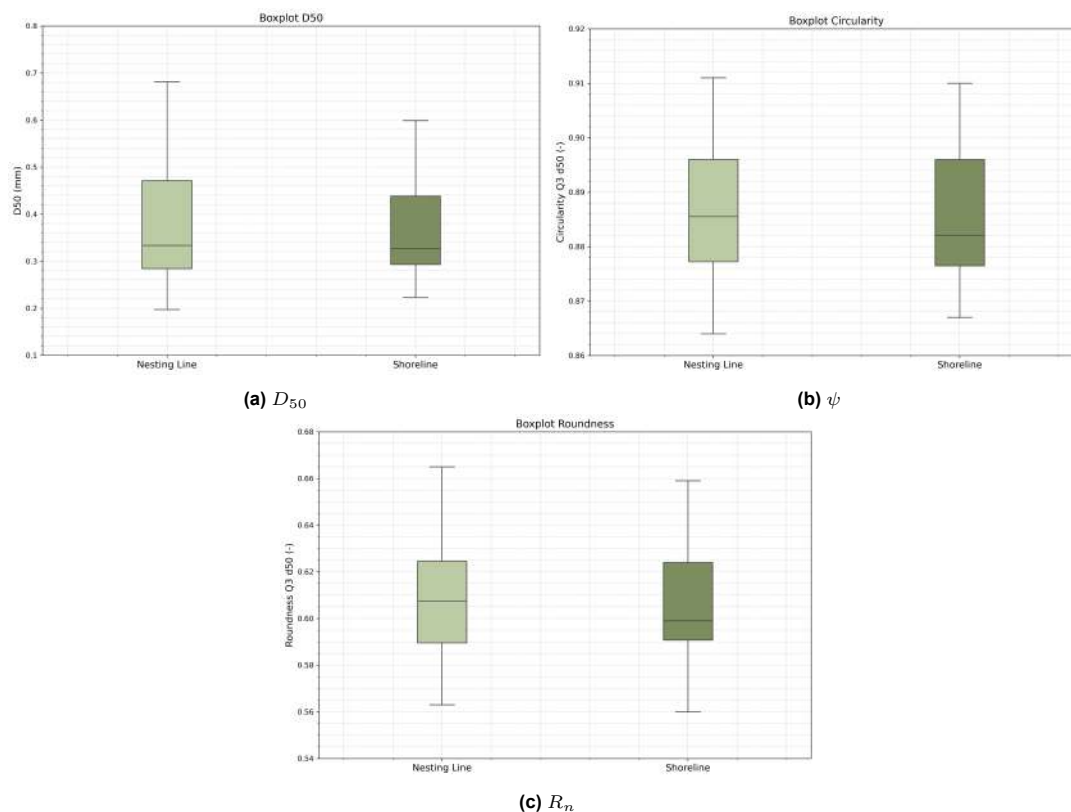 Boxplot D50
0.8
0.7
0.6
0.5
0.4
0.3
0.2
0.1
D50 (mm)
Nesting Line
Shoreline
(a) D₅₀
Boxplot Circularity
0.92
0.91
0.90
0.89
0.88
0.87
0.86
Circularity Q3 d50 (-)
Nesting Line
Shoreline
(b) ψ
Boxplot Roundness
0.68
0.66
0.64
0.62
0.60
0.58
0.56
0.54
Roundness Q3 d50 (-)
Nesting Line
Shoreline
(c) Rₙ